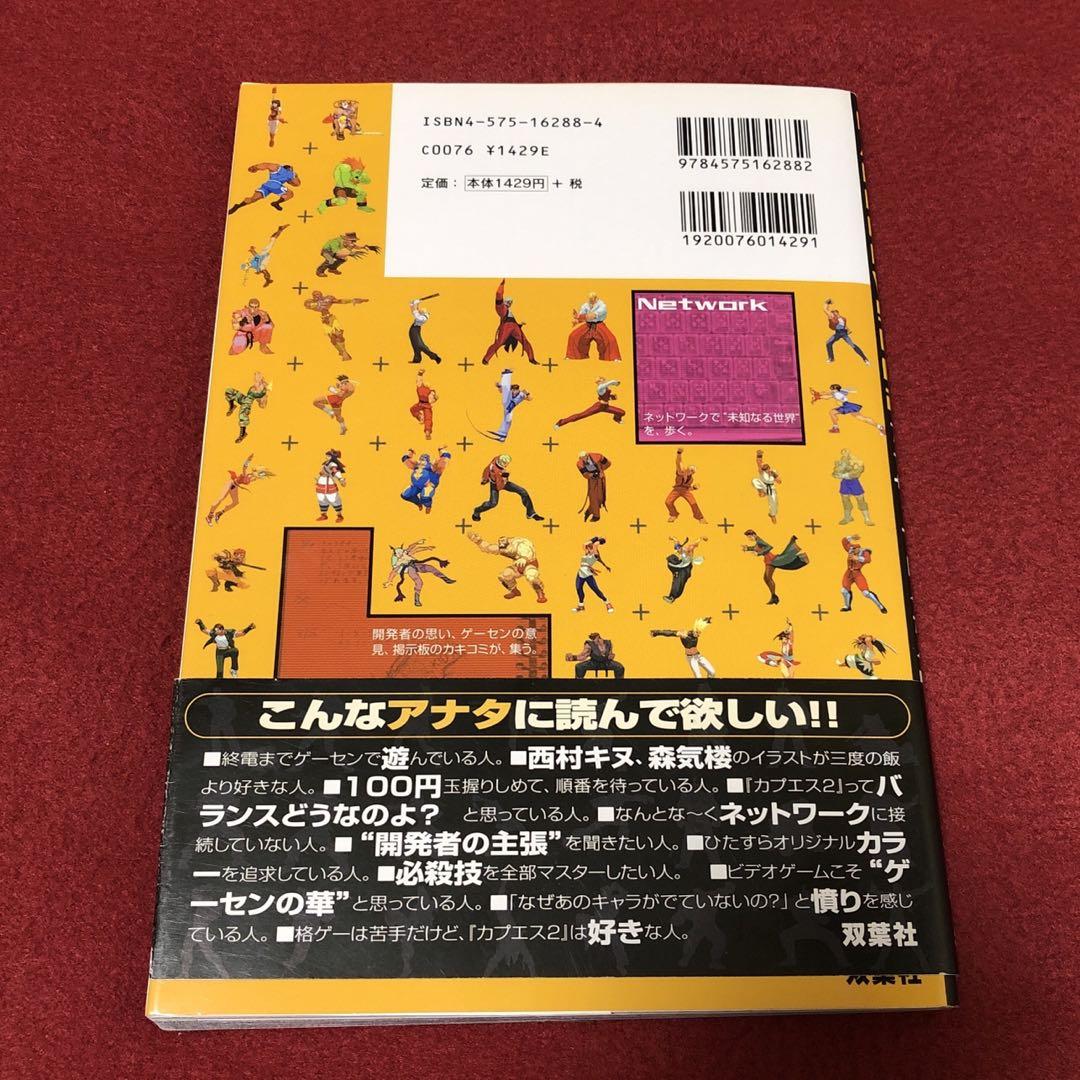 ISBN4-575-16288-4
C0076 ¥1429E
定価：本体1429円＋税
9784575162882
1920076014291
Network
ネットワークで“未知なる世界”
を、歩く。
開発者の思い、ゲーセンの意
見、掲示板のカキコミが、集う。
こんなアナタに読んで欲しい!!
■終電までゲーセンで遊んでいる人。■西村キヌ、森気楼のイラストが三度の飯
より好きな人。■100円玉握りしめて、順番を待っている人。■『カプエス2』ってバ
ランスどうなのよ？ と思っている人。■なんとな〜くネットワークに接
続していない人。■“開発者の主張”を聞きたい人。■ひたすらオリジナルカラ
ーを追求している人。■必殺技を全部マスターしたい人。 ■ビデオゲームこそ“ゲ
ーセンの華”と思っている人。■「なぜあのキャラがでていないの？」と憤りを感じ
ている人。■格ゲーは苦手だけど、『カプエス2』は好きな人。
双葉社
双葉社